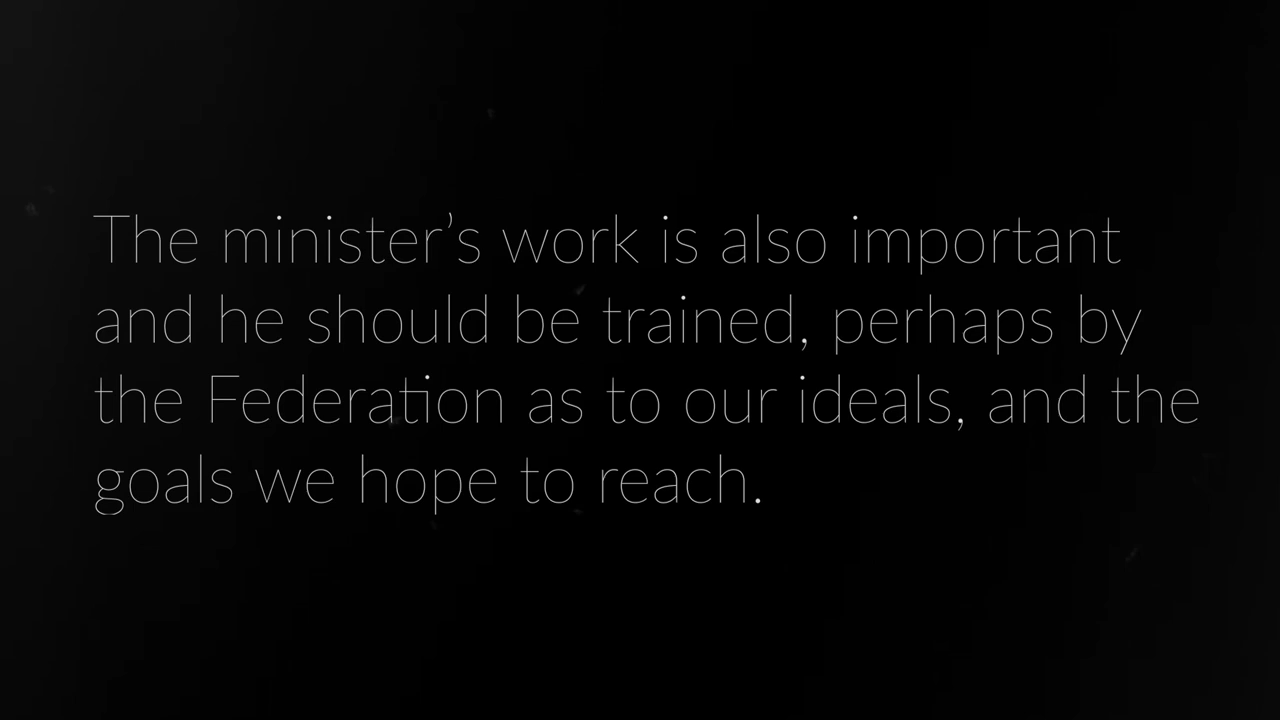 The minister’s work is also important
and he should be trained, perhaps by
the Federation as to our ideals, and the
goals we hope to reach.